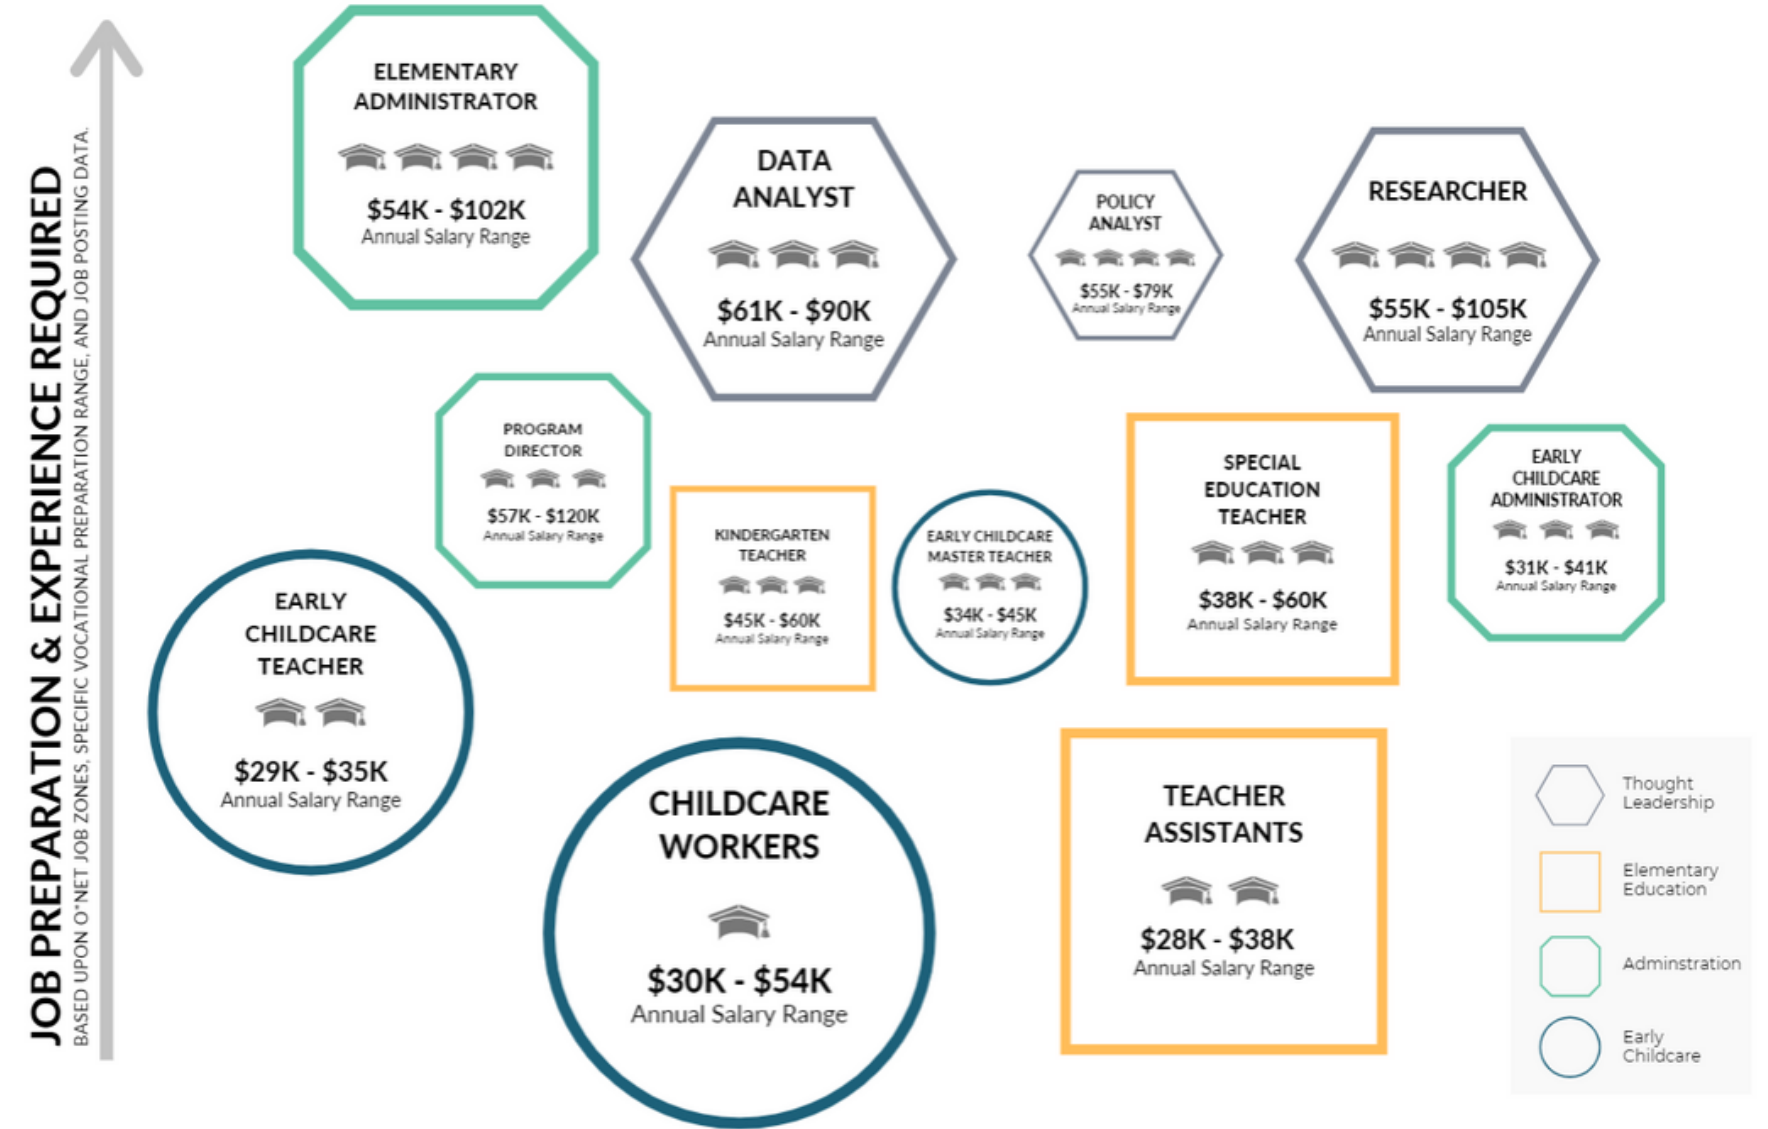 JOB PREPARATION & EXPERIENCE REQUIRED
BASED UPON O*NET JOB ZONES, SPECIFIC VOCATIONAL PREPARATION RANGE, AND JOB POSTING DATA.
ELEMENTARY
ADMINISTRATOR
$54K - $102K
Annual Salary Range
DATA
ANALYST
$61K - $90K
Annual Salary Range
POLICY
ANALYST
$55K - $79K
Annual Salary Range
RESEARCHER
$55K - $105K
Annual Salary Range
PROGRAM
DIRECTOR
$57K - $120K
Annual Salary Range
KINDERGARTEN
TEACHER
$45K - $60K
Annual Salary Range
EARLY CHILDCARE
MASTER TEACHER
$34K - $45K
Annual Salary Range
SPECIAL
EDUCATION
TEACHER
$38K - $60K
Annual Salary Range
EARLY
CHILDCARE
ADMINISTRATOR
$31K - $41K
Annual Salary Range
EARLY
CHILDCARE
TEACHER
$29K - $35K
Annual Salary Range
CHILDCARE
WORKERS
$30K - $54K
Annual Salary Range
TEACHER
ASSISTANTS
$28K - $38K
Annual Salary Range
Thought
Leadership
Elementary
Education
Adminstration
Early
Childcare